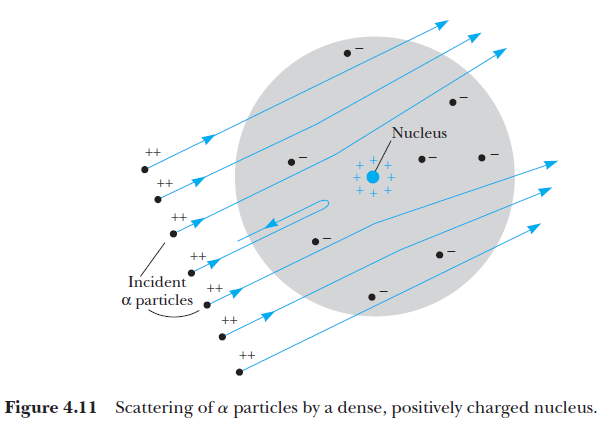 −
−
Nucleus
++
−
−
−
+ + +
+ +
++
+ + +
++
−
−
++
Incident
α particles
++
−
++
++
Figure 4.11 Scattering of α particles by a dense, positively charged nucleus.